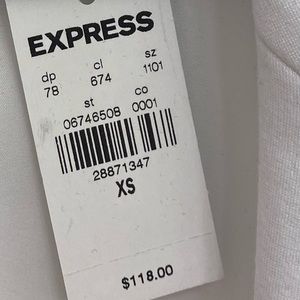 EXPRESS
dp cl sz
78 674 1101
st co
06746508 0001
28871347
XS
$118.00